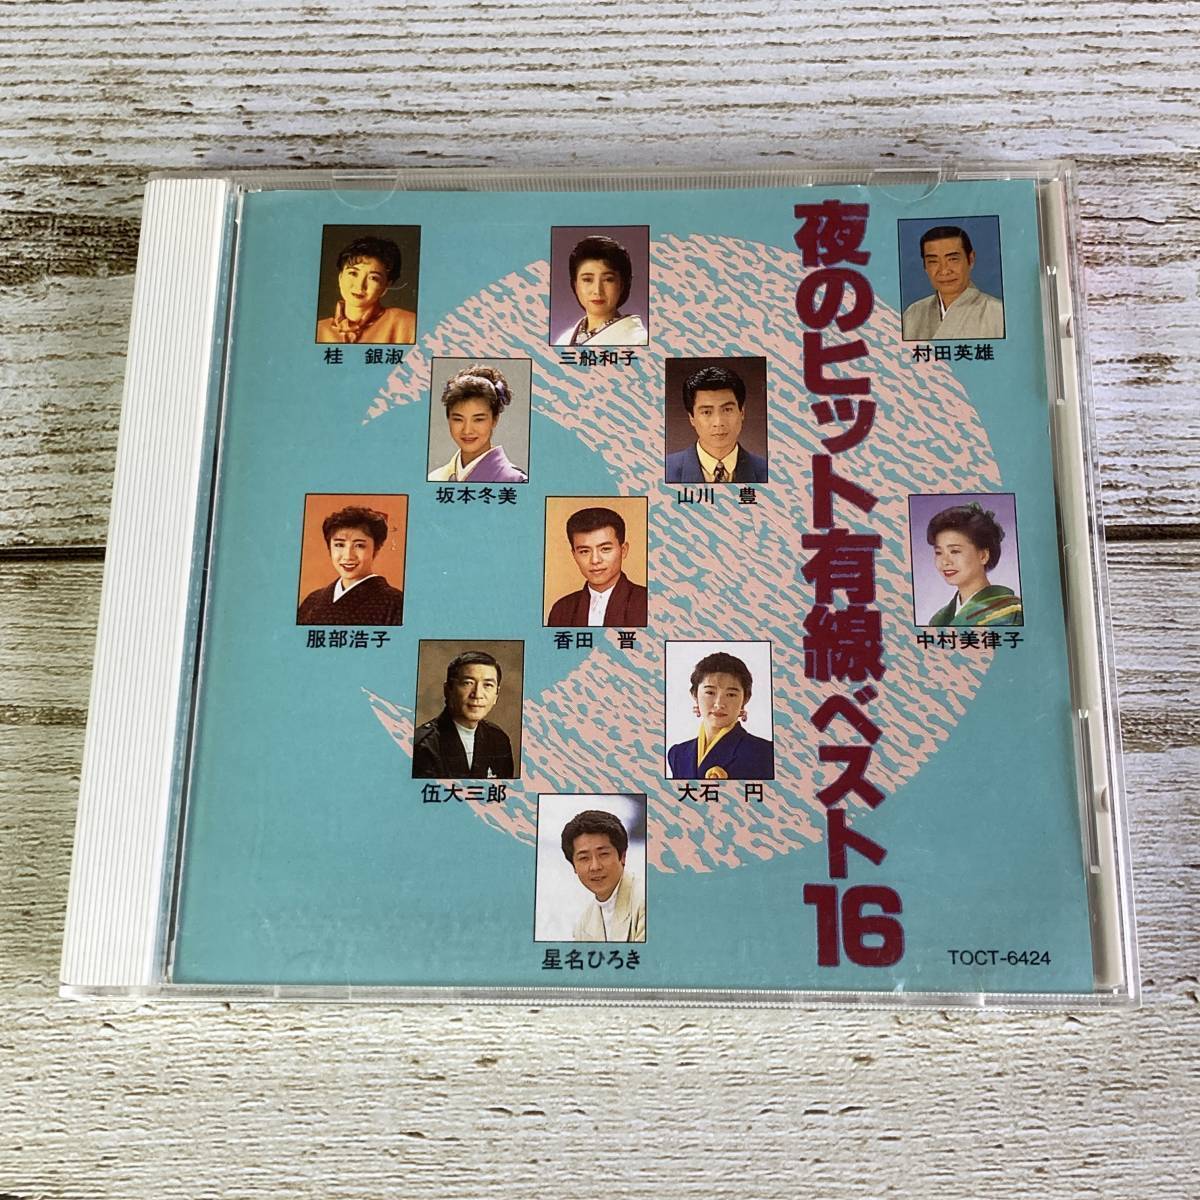 夜のヒット有線ベスト16
桂 銀淑
三船和子
村田英雄
坂本冬美
山川 豊
服部浩子
香田 晋
中村美律子
伍大三郎
大石 円
星名ひろき
TOCT-6424